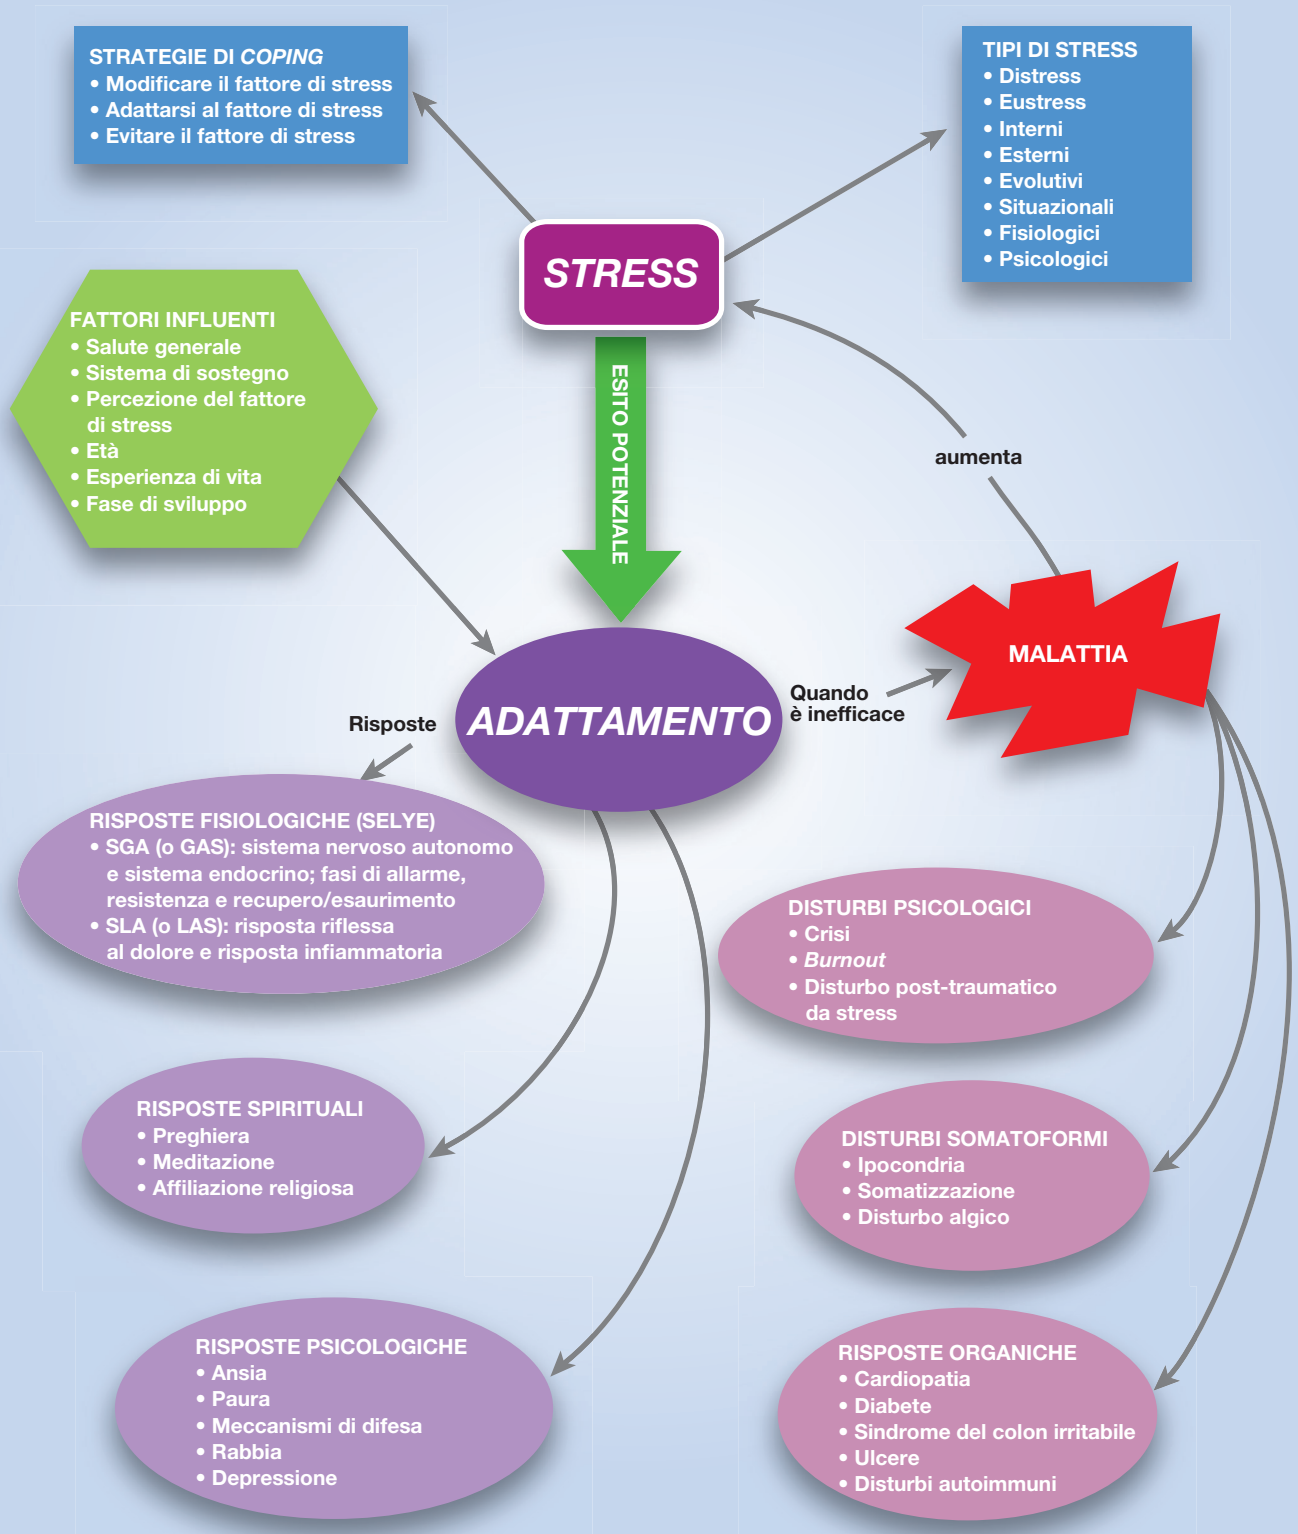 STRATEGIE DI COPING
• Modificare il fattore di stress
• Adattarsi al fattore di stress
• Evitare il fattore di stress
TIPI DI STRESS
• Distress
• Eustress
• Interni
• Esterni
• Evolutivi
• Situazionali
• Fisiologici
• Psicologici
STRESS
FATTORI INFLUENTI
• Salute generale
• Sistema di sostegno
• Percezione del fattore
di stress
• Età
• Esperienza di vita
• Fase di sviluppo
ESITO POTENZIALE
aumenta
MALATTIA
ADATTAMENTO
Quando
è inefficace
Risposte
RISPOSTE FISIOLOGICHE (SELYE)
• SGA (o GAS): sistema nervoso autonomo
e sistema endocrino; fasi di allarme,
resistenza e recupero/esaurimento
• SLA (o LAS): risposta riflessa
al dolore e risposta infiammatoria
DISTURBI PSICOLOGICI
• Crisi
• Burnout
• Disturbo post-traumatico
da stress
RISPOSTE SPIRITUALI
• Preghiera
• Meditazione
• Affiliazione religiosa
DISTURBI SOMATOFORMI
• Ipocondria
• Somatizzazione
• Disturbo algico
RISPOSTE PSICOLOGICHE
• Ansia
• Paura
• Meccanismi di difesa
• Rabbia
• Depressione
RISPOSTE ORGANICHE
• Cardiopatia
• Diabete
• Sindrome del colon irritabile
• Ulcere
• Disturbi autoimmuni